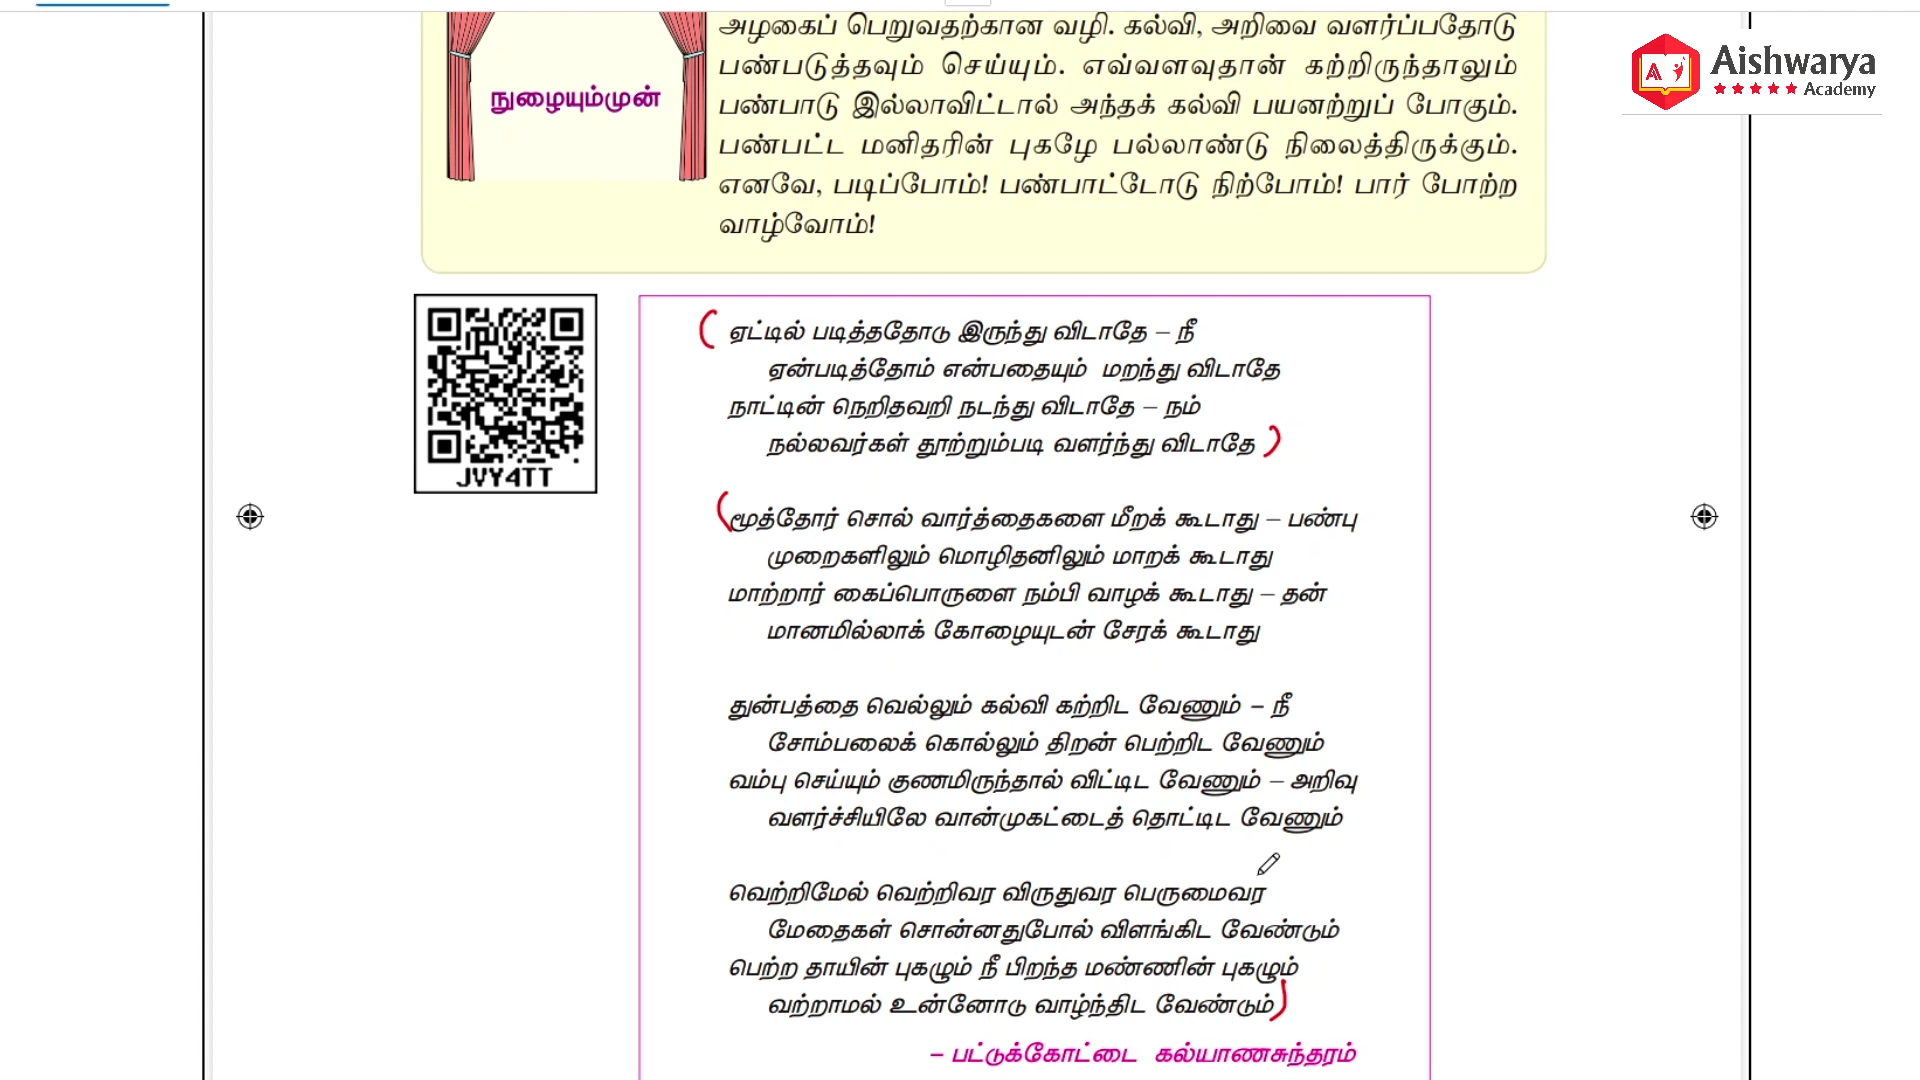 அழகைப் பெறுவதற்கான வழி. கல்வி, அறிவை வளர்ப்பதோடு
பண்படுத்தவும் செய்யும். எவ்வளவுதான் கற்றிருந்தாலும்
பண்பாடு இல்லாவிட்டால் அந்தக் கல்வி பயனற்றுப் போகும்.
பண்பட்ட மனிதரின் புகழே பல்லாண்டு நிலைத்திருக்கும்.
எனவே, படிப்போம்! பண்பாட்டோடு நிற்போம்! பார் போற்ற
வாழ்வோம்!
நுழையும்முன்
Aishwarya
Academy
JVY4TT
ஏட்டில் படித்ததோடு இருந்து விடாதே – நீ
ஏன்படித்தோம் என்பதையும் மறந்து விடாதே
நாட்டின் நெறிதவறி நடந்து விடாதே – நம்
நல்லவர்கள் தூற்றும்படி வளர்ந்து விடாதே
மூத்தோர் சொல் வார்த்தைகளை மீறக் கூடாது – பண்பு
முறைகளிலும் மொழிதனிலும் மாறக் கூடாது
மாற்றார் கைப்பொருளை நம்பி வாழக் கூடாது – தன்
மானமில்லாக் கோழையுடன் சேரக் கூடாது
துன்பத்தை வெல்லும் கல்வி கற்றிட வேணும் – நீ
சோம்பலைக் கொல்லும் திறன் பெற்றிட வேணும்
வம்பு செய்யும் குணமிருந்தால் விட்டிட வேணும் – அறிவு
வளர்ச்சியிலே வான்முகட்டைத் தொட்டிட வேணும்
வெற்றிமேல் வெற்றிவர விருதுவர பெருமைவர
மேதைகள் சொன்னதுபோல் விளங்கிட வேண்டும்
பெற்ற தாயின் புகழும் நீ பிறந்த மண்ணின் புகழும்
வற்றாமல் உன்னோடு வாழ்ந்திட வேண்டும்
– பட்டுக்கோட்டை கல்யாணசுந்தரம்